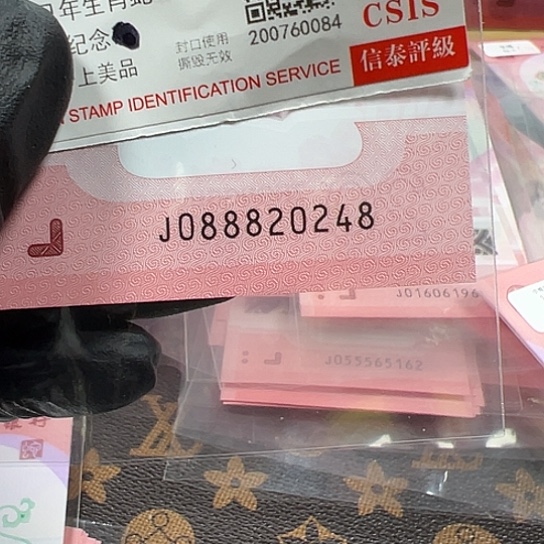 年生肖蛇
纪念
上美品
封口使用
撕毁无效
200760084
CSIS
信泰評級
STAMP IDENTIFICATION SERVICE
J088820248
J01606196
J055565162